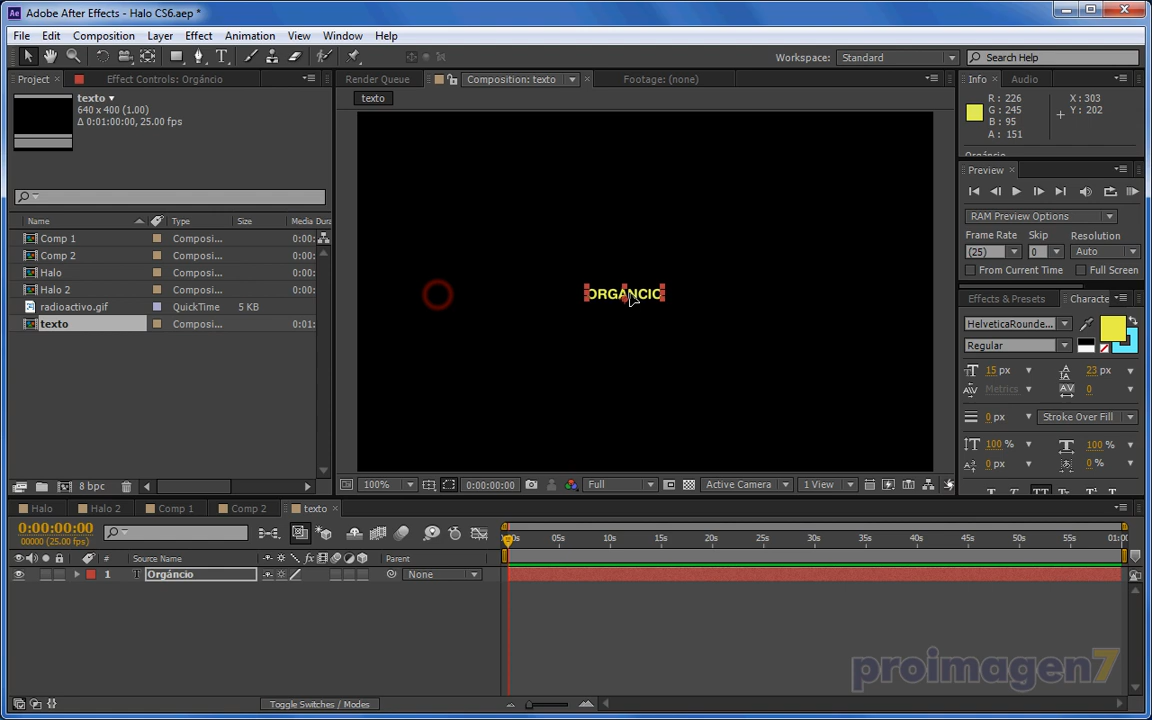 Adobe After Effects - Halo CS6.aep *
File Edit Composition Layer Effect Animation View Window Help
Workspace: Standard Search Help
Project Effect Controls: Orgáncio
Render Queue Composition: texto Footage: (none)
Info Audio
texto
640 x 400 (1.00)
Δ 0:01:00:00, 25.00 fps
texto
R : 226
G : 245
B : 95
A : 151
X : 303
Y : 202
Orgáncio
Preview
RAM Preview Options
Frame Rate Skip Resolution
(25) 0 Auto
From Current Time Full Screen
Name Type Size Media Dura
Comp 1 Composi... 0:00:
Comp 2 Composi... 0:00:
Halo Composi... 0:00:
Halo 2 Composi... 0:00:
radioactivo.gif QuickTime 5 KB 0:00:
texto Composi... 0:01:
ORGÁNCIO
Effects & Presets Characte
HelveticaRounde...
Regular
15 px 23 px
Metrics 0
0 px Stroke Over Fill
100 % 100 %
0 px 0 %
8 bpc
100% 0:00:00:00 Full Active Camera 1 View
Halo Halo 2 Comp 1 Comp 2 texto
0:00:00:00
00000 (25.00 fps)
05s 10s 15s 20s 25s 30s 35s 40s 45s 50s 55s 01:00
# Source Name Parent
1 T Orgáncio None
proimagen7
Toggle Switches / Modes